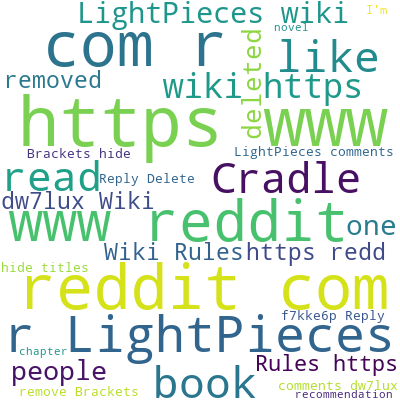 LightPieces wiki
I'm
novel
com r
like
deleted
removed
wiki https
https
www
Brackets hide
LightPieces comments
read
Reply Delete
Cradle
dw7lux Wiki
www
reddit
one
Wiki Rules
https redd
hide titles
reddit com
f7kke6p Reply
r LightPieces
chapter
Rules https
people
book
comments dw7lux
remove Brackets
recommendation